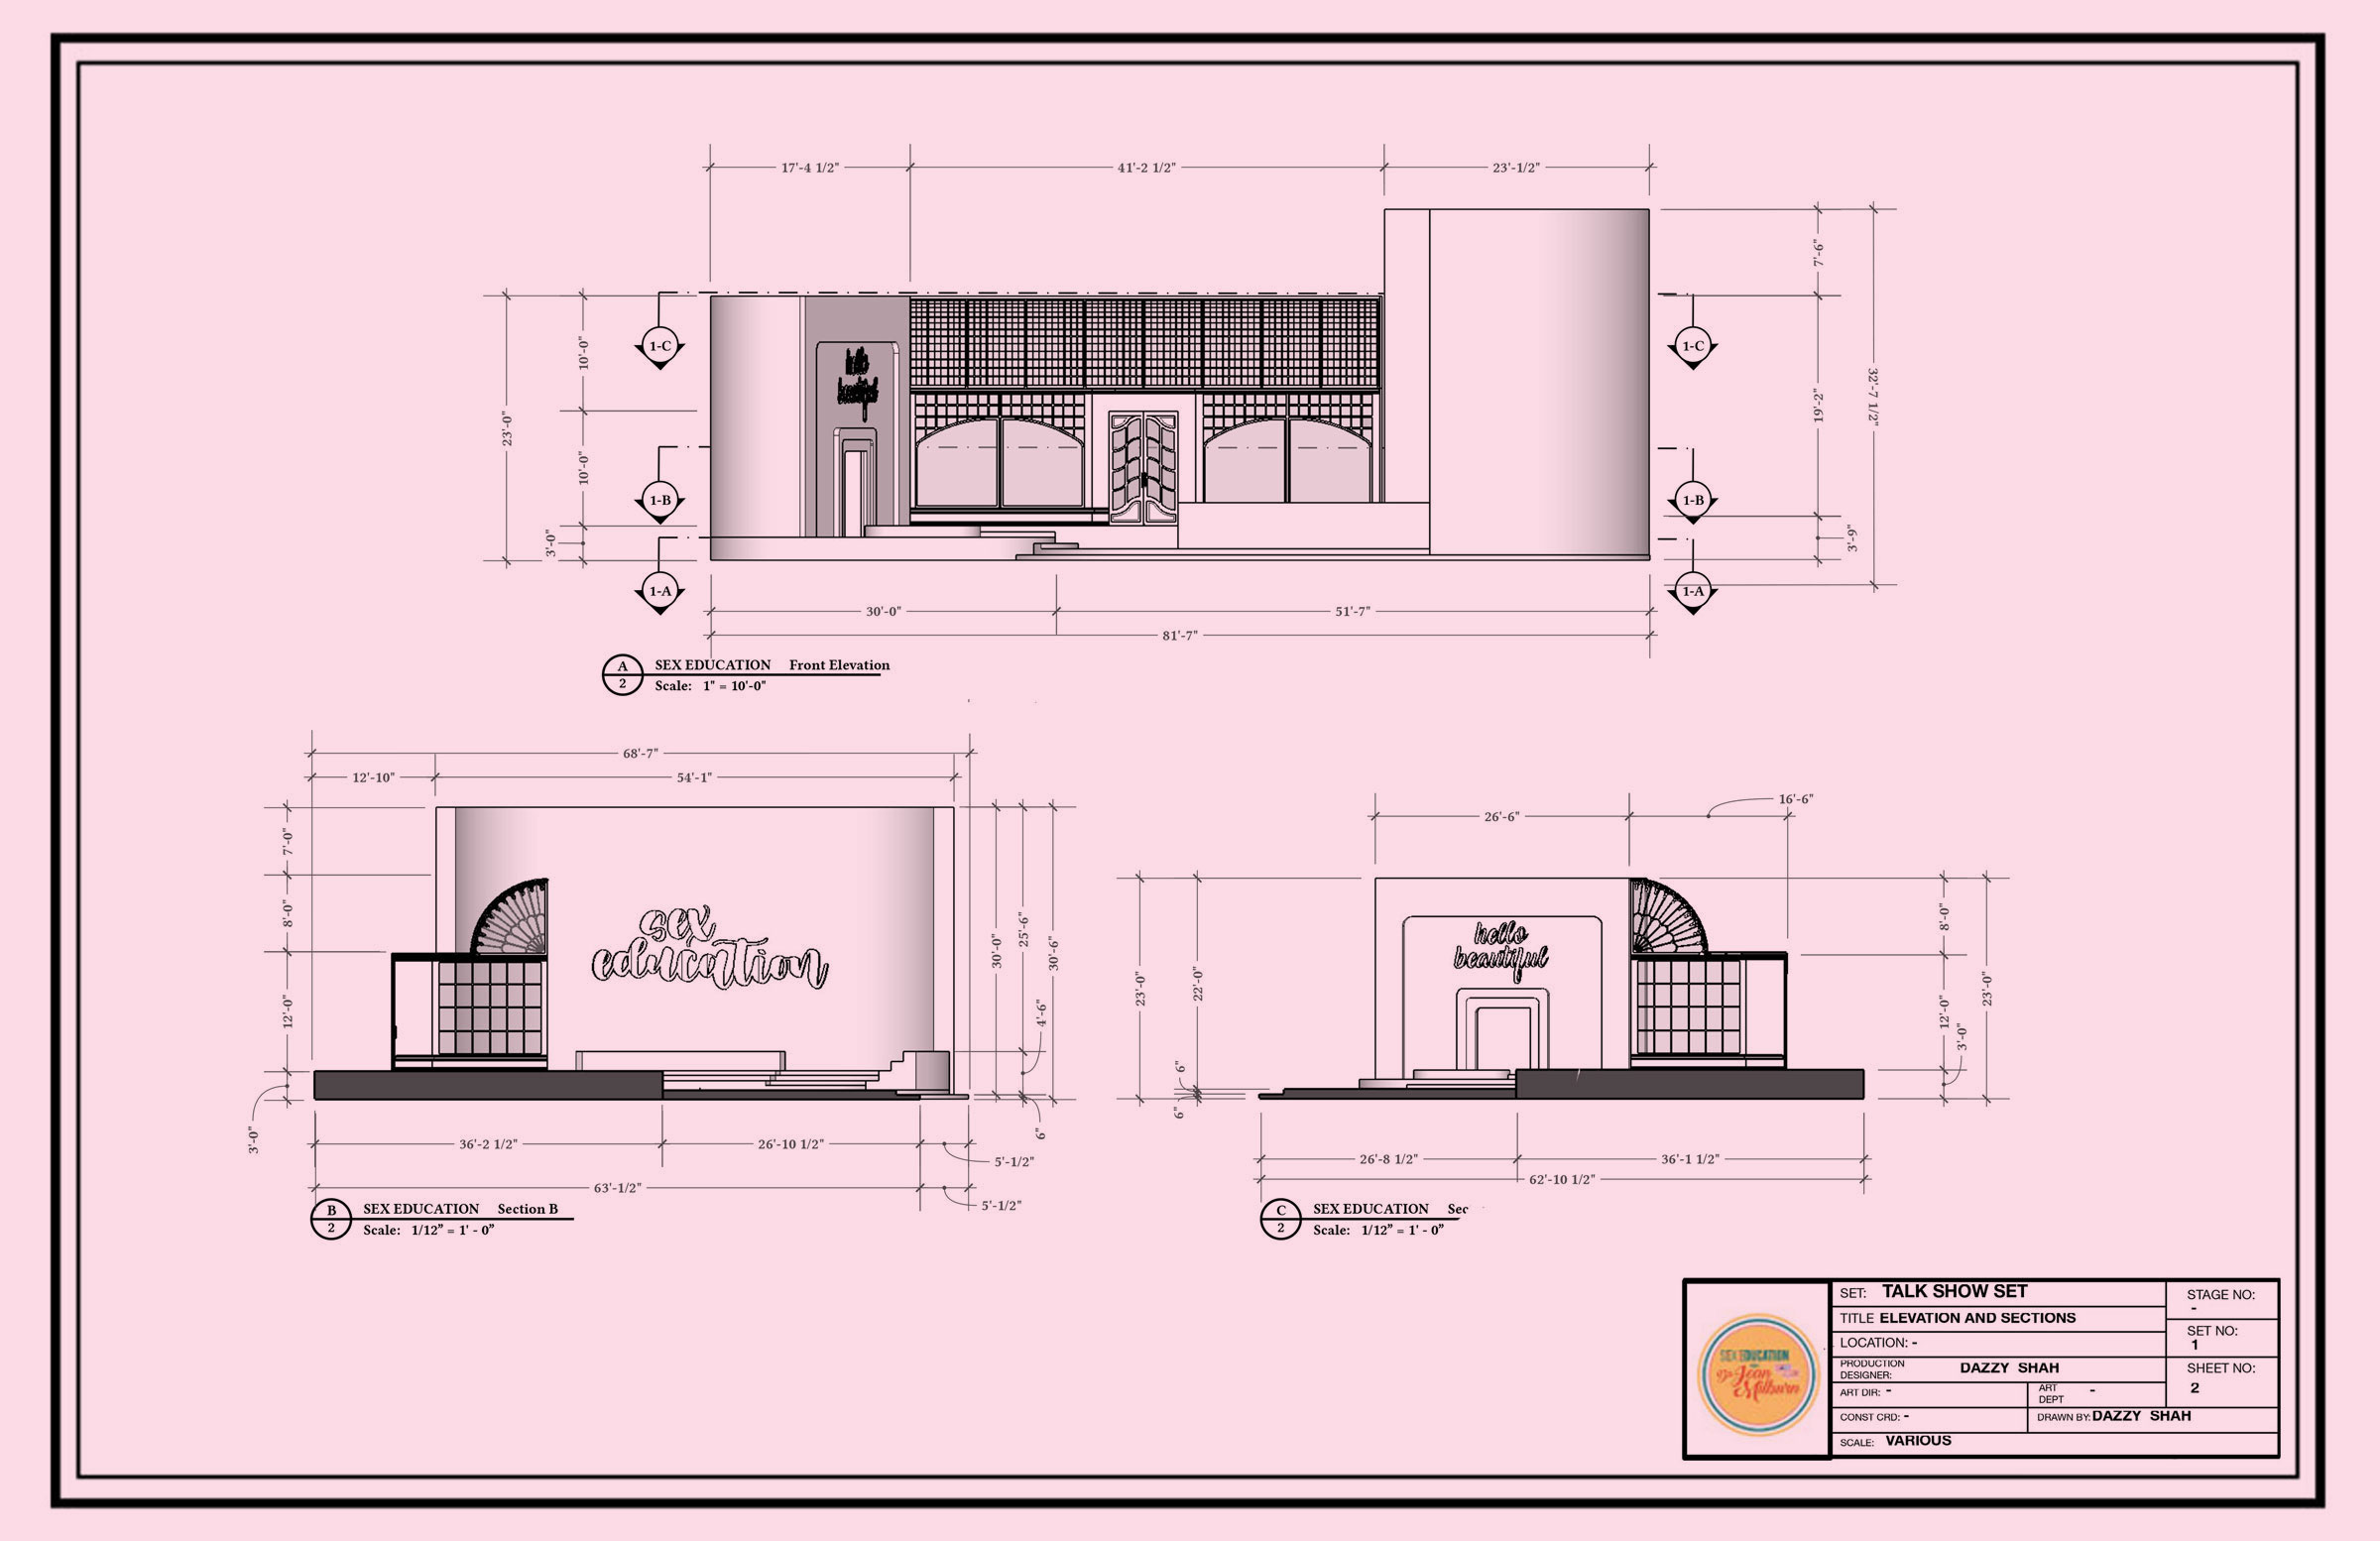 17'-4 1/2" 41'-2 1/2" 23'-1/2"
7'-6"
19'-2"
3'-9"
32'-7 1/2"
23'-0"
10'-0"
10'-0"
3'-0"
1-C 1-C
1-B 1-B
1-A 1-A
hello
beautiful
30'-0" 51'-7"
81'-7"
A
2
SEX EDUCATION Front Elevation
Scale: 1" = 10'-0"
68'-7"
12'-10" 54'-1"
7'-0"
8'-0"
12'-0"
3'-0"
sex
education
30'-0"
25'-6"
30'-6"
4'-6"
6"
36'-2 1/2" 26'-10 1/2"
5'-1/2"
63'-1/2"
5'-1/2"
B
2
SEX EDUCATION Section B
Scale: 1/12” = 1' - 0”
16'-6"
26'-6"
23'-0"
22'-0"
6"
6"
hello
beautiful
8'-0"
12'-0"
3'-0"
23'-0"
26'-8 1/2" 36'-1 1/2"
62'-10 1/2"
C
2
SEX EDUCATION Sec
Scale: 1/12” = 1' - 0”
SEX EDUCATION
Jean
Milburn
SET: TALK SHOW SET
TITLE ELEVATION AND SECTIONS
LOCATION: -
PRODUCTION
DESIGNER: DAZZY SHAH
ART DIR: -
ART
DEPT -
CONST CRD: -
DRAWN BY: DAZZY SHAH
SCALE: VARIOUS
STAGE NO:
-
SET NO:
1
SHEET NO:
2